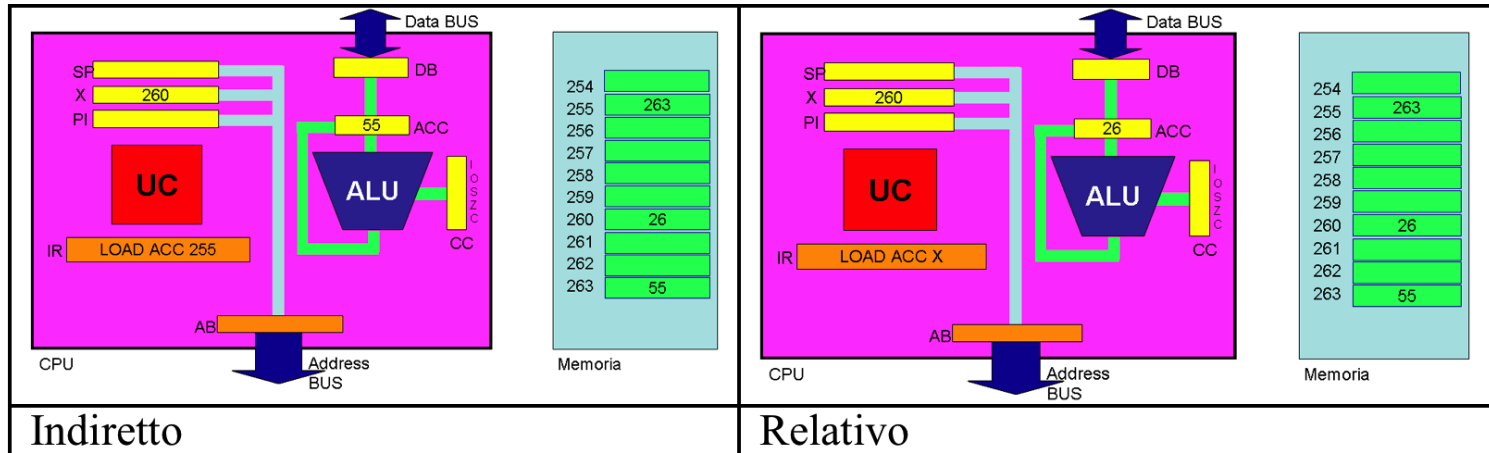 Data BUS
DB
SP
X 260
PI
55 ACC
UC
ALU
I
O
S
Z
C
CC
IR LOAD ACC 255
AB
CPU
Address
BUS
254
255 263
256
257
258
259
260 26
261
262
263 55
Memoria
Indiretto
Data BUS
DB
SP
X 260
PI
26 ACC
UC
ALU
I
O
S
Z
C
CC
IR LOAD ACC X
AB
CPU
Address
BUS
254
255 263
256
257
258
259
260 26
261
262
263 55
Memoria
Relativo